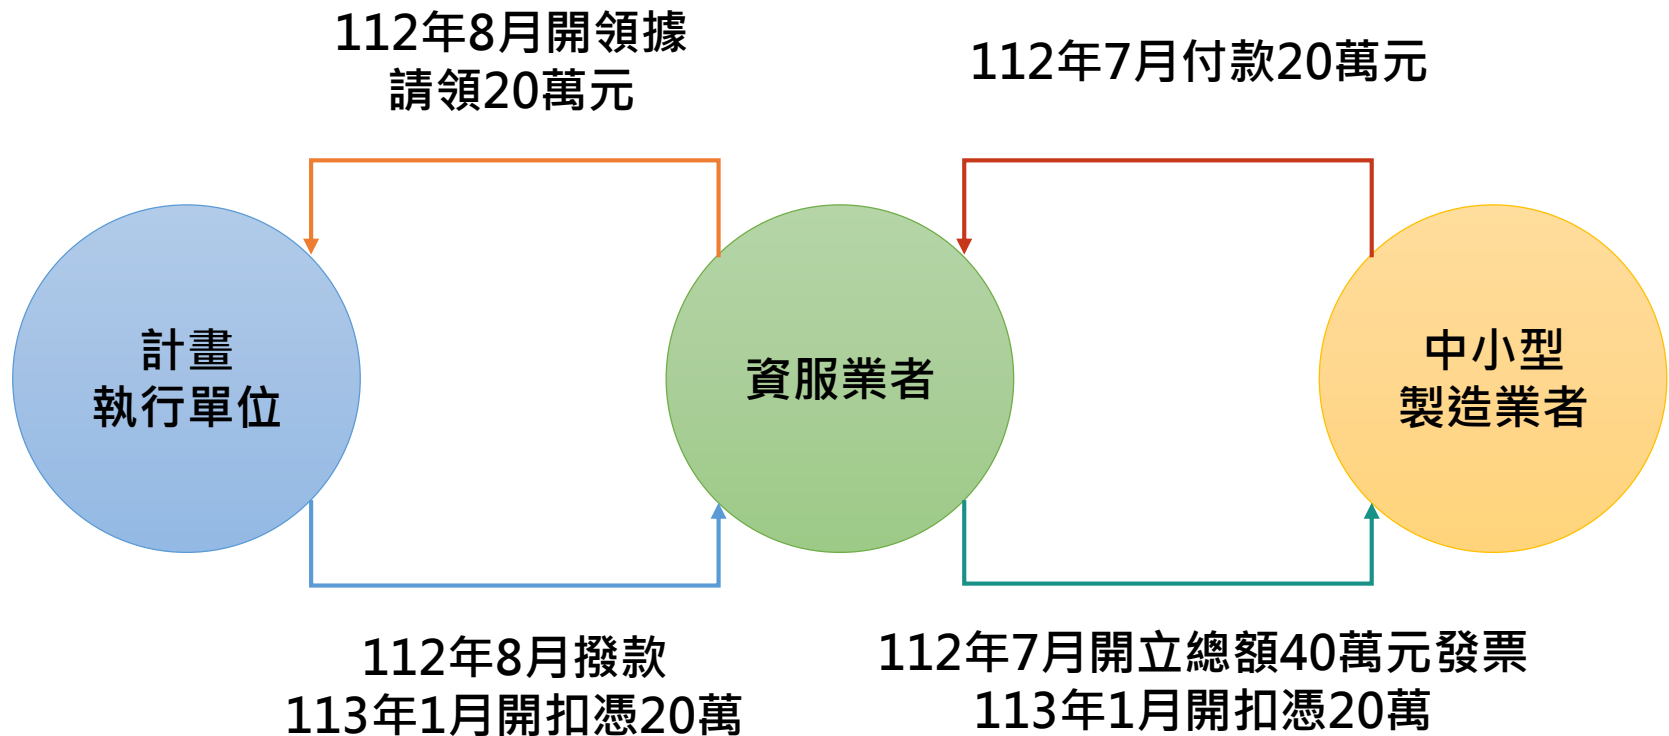 112年8月開領據
請領20萬元
112年7月付款20萬元
計畫
執行單位
資服業者
中小型
製造業者
112年8月撥款
113年1月開扣憑20萬
112年7月開立總額40萬元發票
113年1月開扣憑20萬